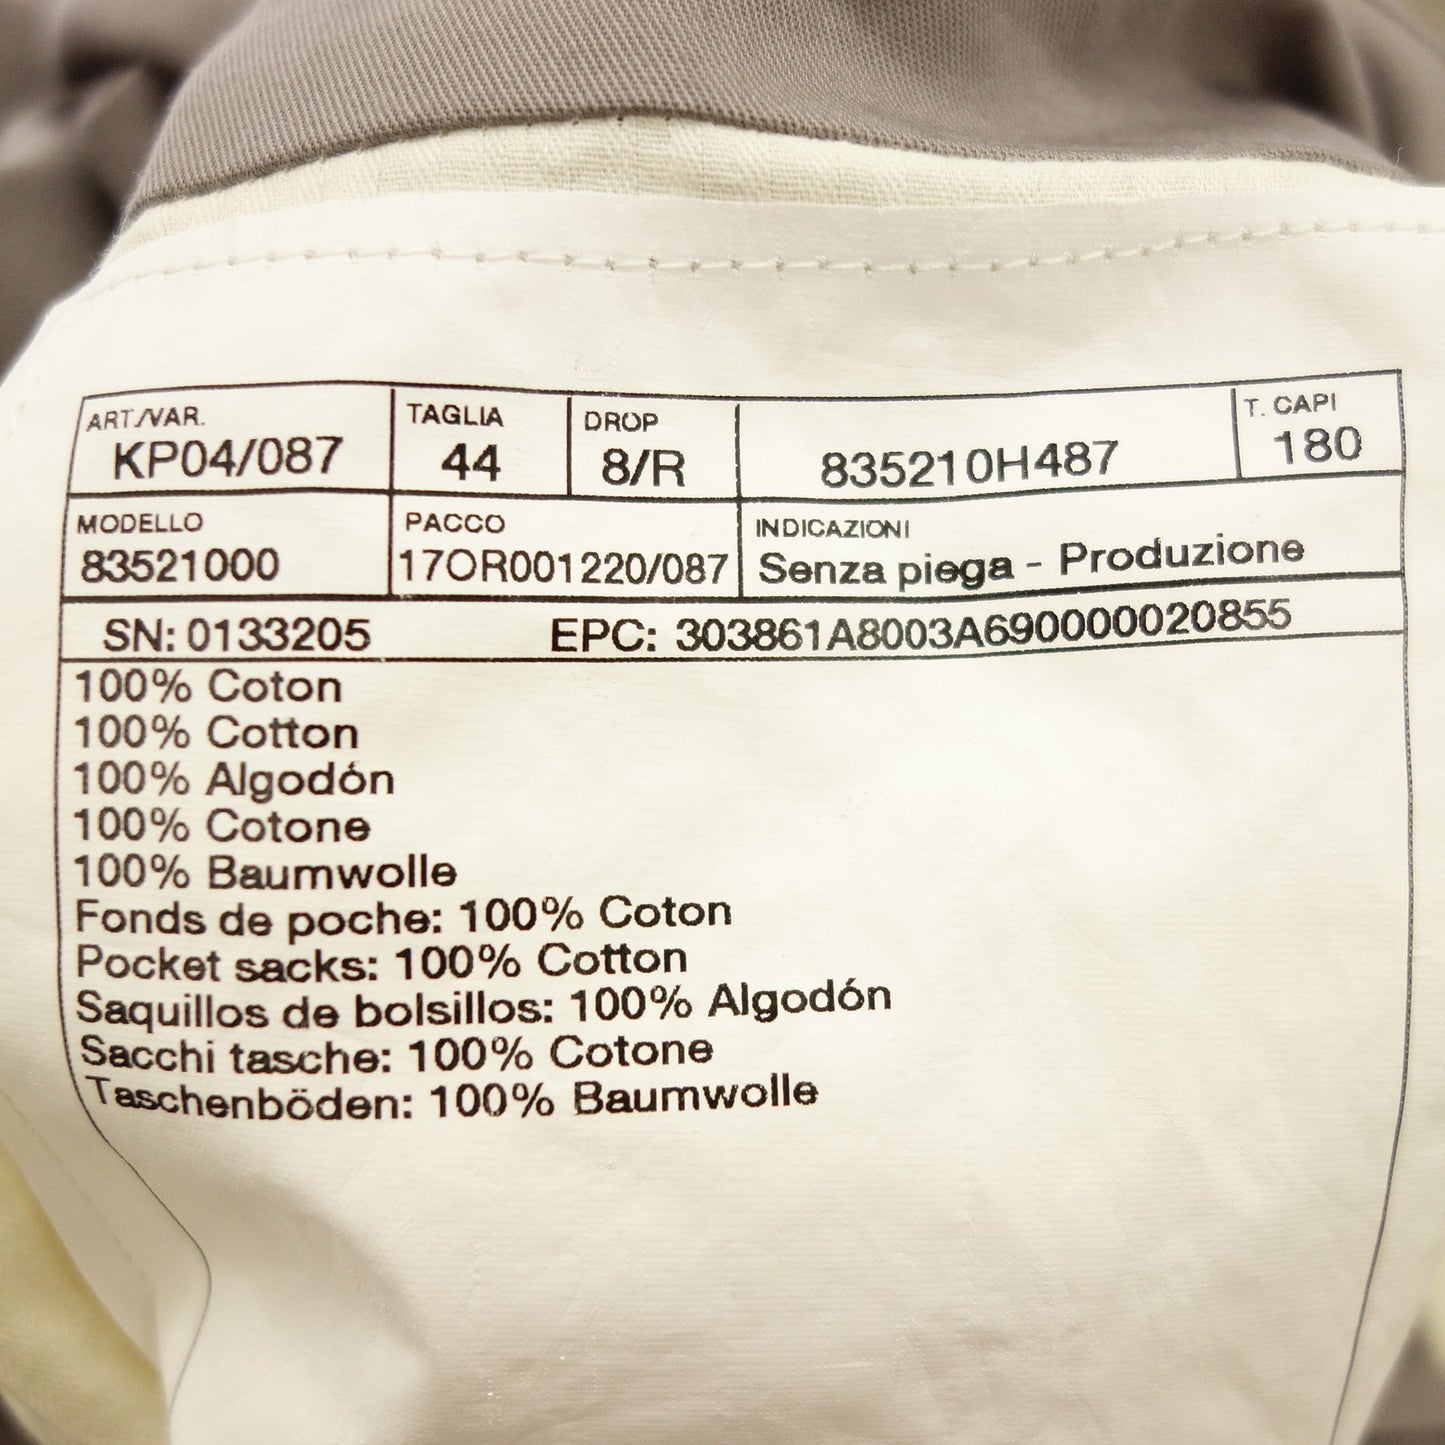 ART./VAR. TAGLIA DROP T. CAPI
KP04/087 44 8/R 835210H487 180
MODELLO PACCO INDICAZIONI
83521000 17OR001220/087 Senza piega - Produzione
SN: 0133205 EPC: 303861A8003A690000020855
100% Coton
100% Cotton
100% Algodón
100% Cotone
100% Baumwolle
Fonds de poche: 100% Coton
Pocket sacks: 100% Cotton
Saquillos de bolsillos: 100% Algodón
Sacchi tasche: 100% Cotone
Taschenböden: 100% Baumwolle